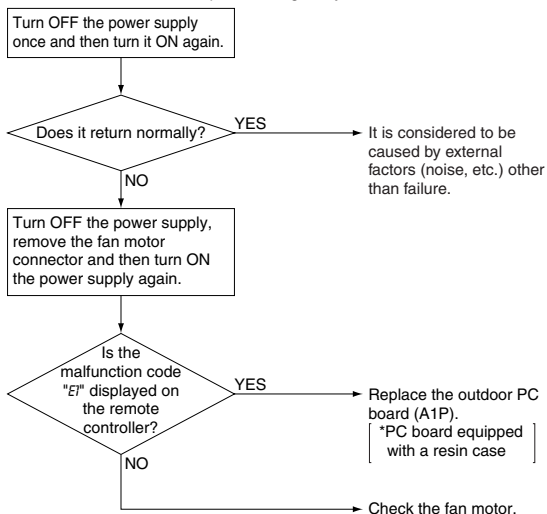 Turn OFF the power supply
once and then turn it ON again.
Does it return normally?
YES
It is considered to be
caused by external
factors (noise, etc.) other
than failure.
NO
Turn OFF the power supply,
remove the fan motor
connector and then turn ON
the power supply again.
Is the
malfunction code
"E7" displayed on
the remote
controller?
YES
Replace the outdoor PC
board (A1P).
*PC board equipped
with a resin case
NO
Check the fan motor.